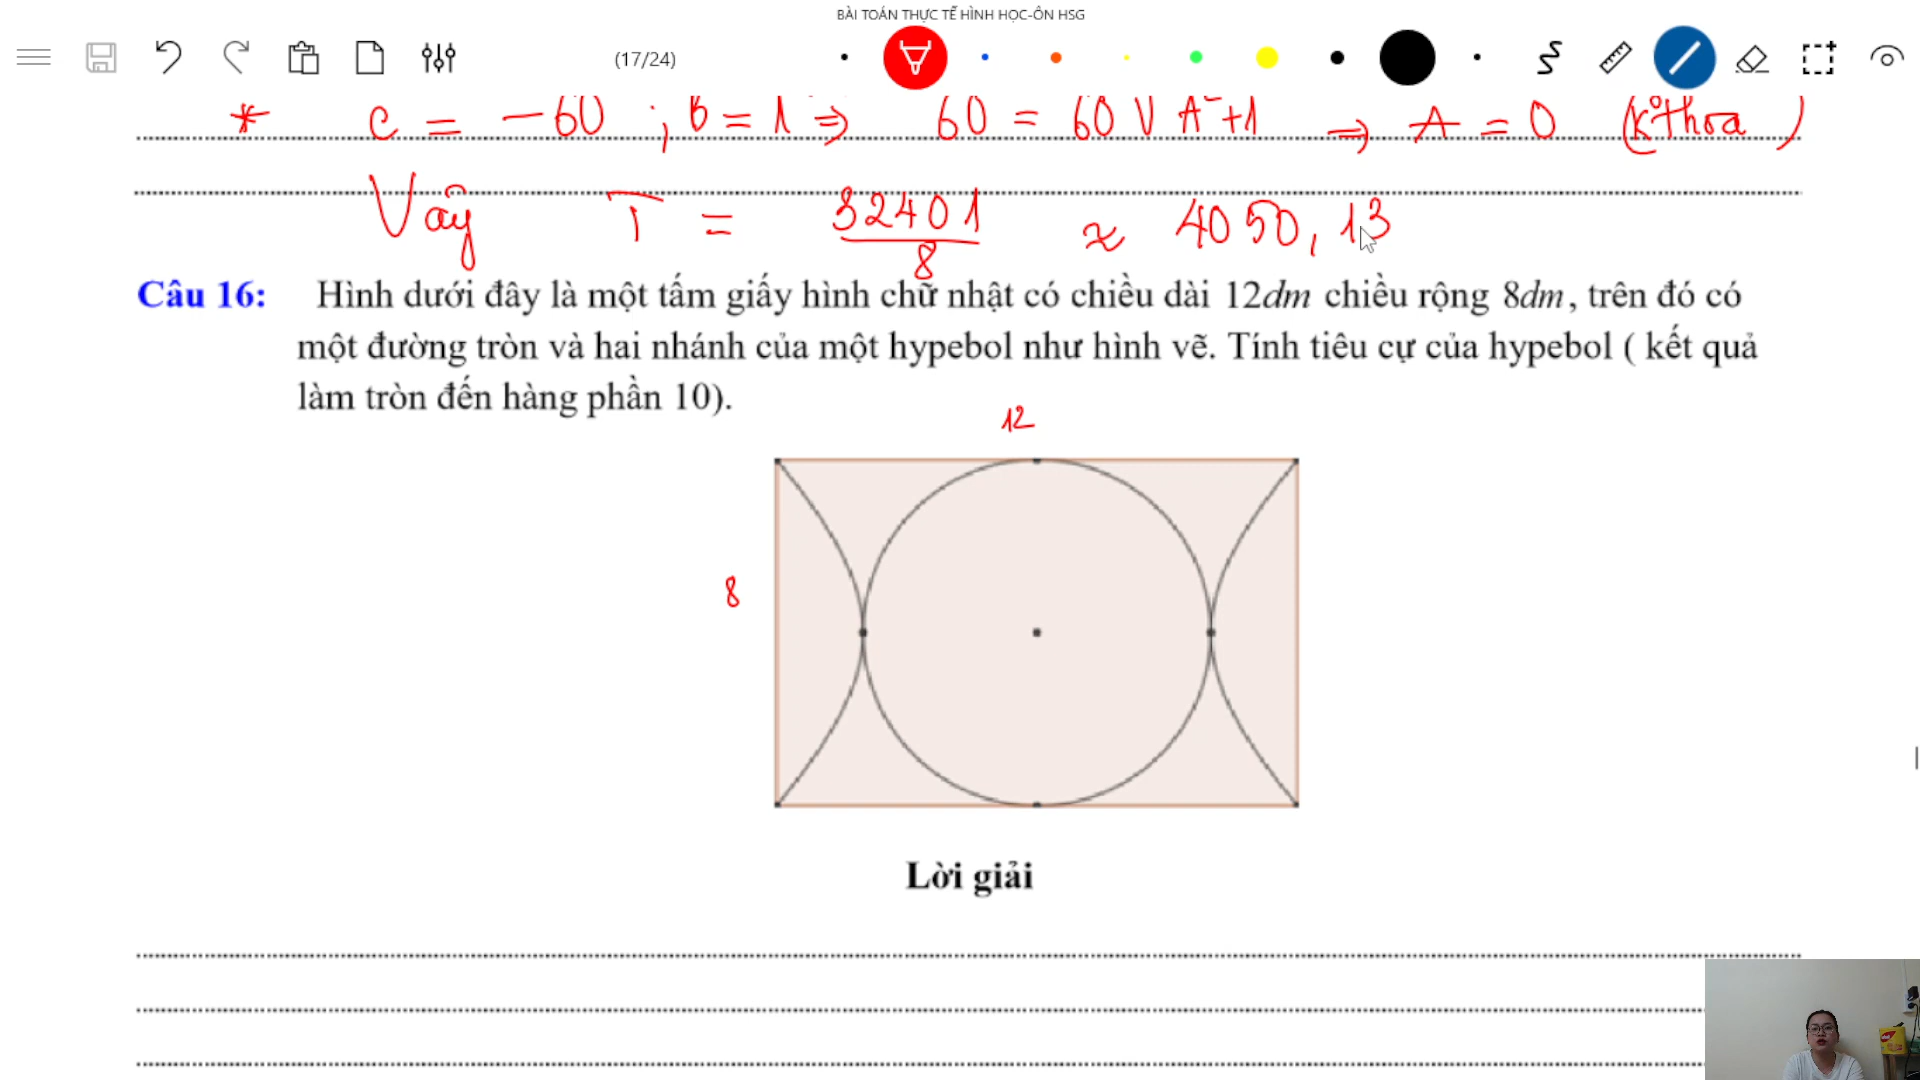 BÀI TOÁN THỰC TẾ HÌNH HỌC-ÔN HSG
(17/24)
* C = -60 ; B = 1 ⇒ 60 = 60√A²+1 ⇒ A = 0 (k° thỏa)
Vậy T = 32401/8 ≈ 4050,13
Câu 16: Hình dưới đây là một tấm giấy hình chữ nhật có chiều dài 12dm chiều rộng 8dm, trên đó có
một đường tròn và hai nhánh của một hypebol như hình vẽ. Tính tiêu cự của hypebol ( kết quả
làm tròn đến hàng phần 10).
12
8
Lời giải